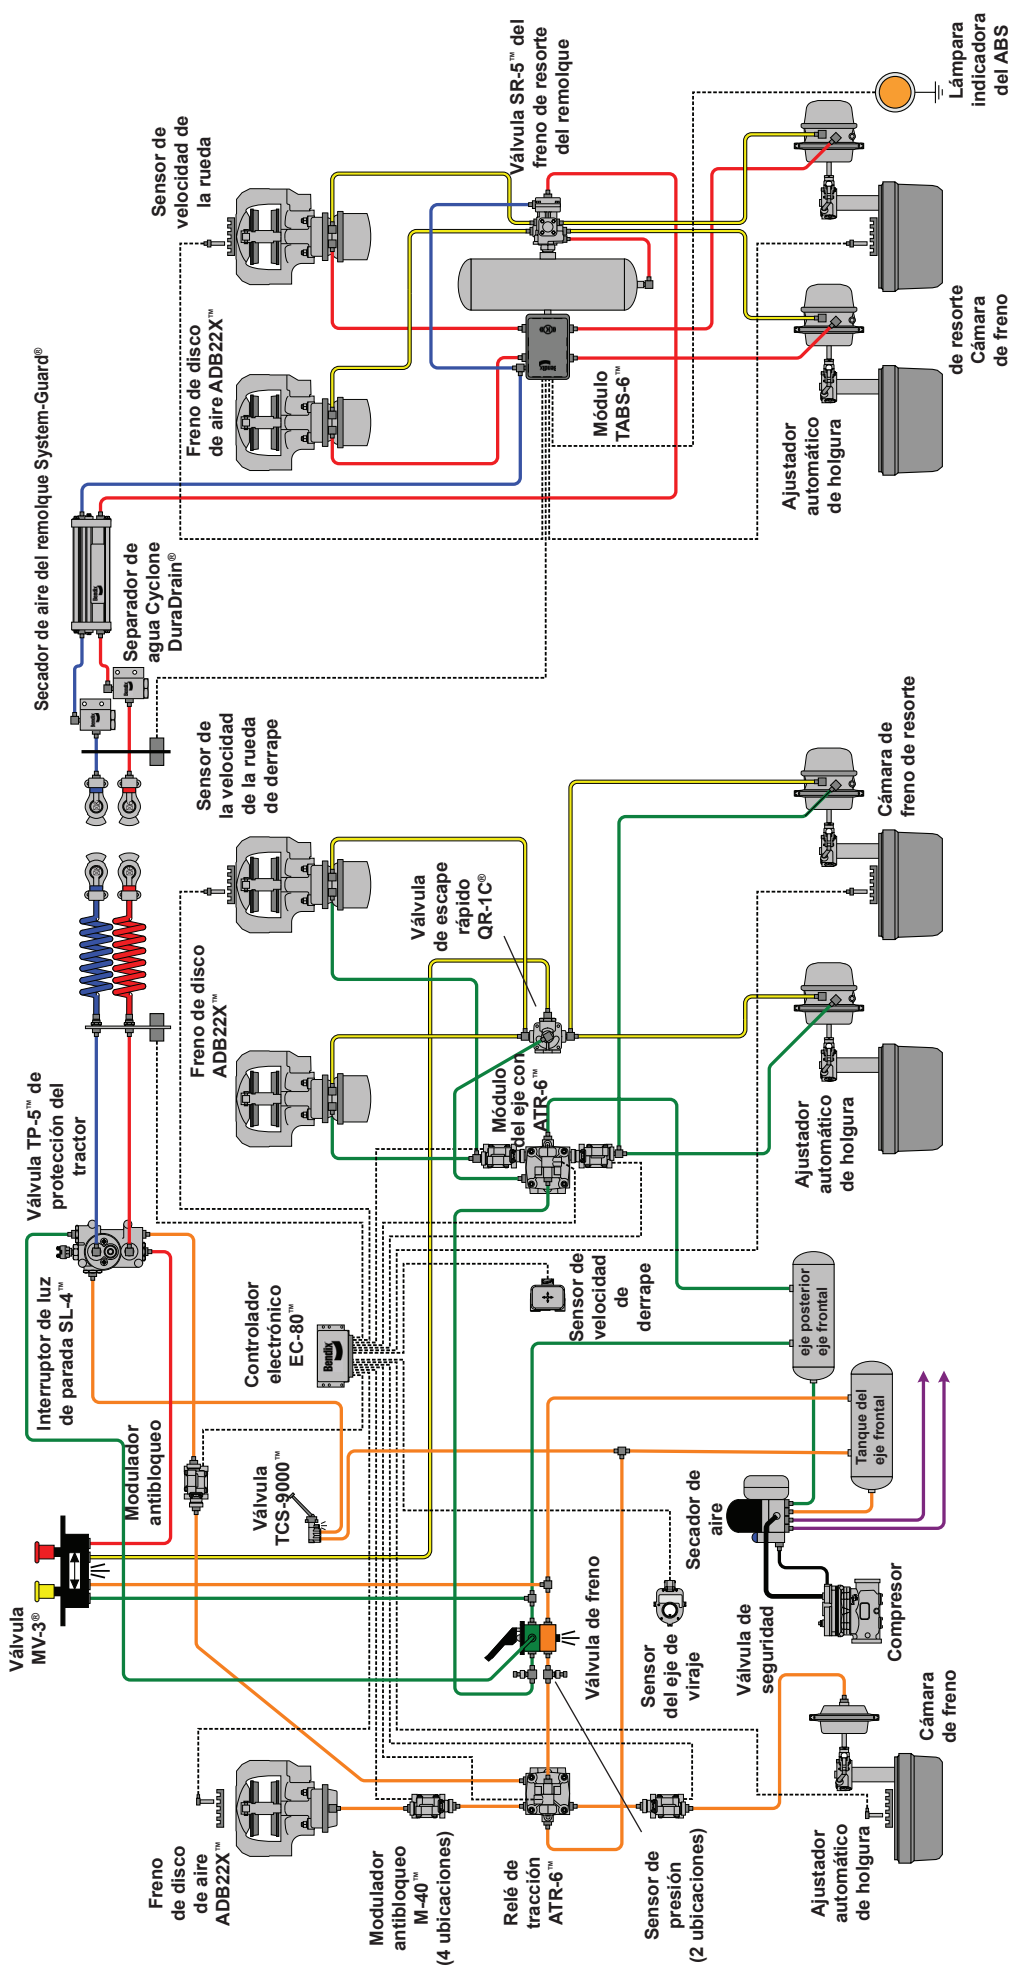 Válvula
MV-3®
Modulador
antibloqueo
Interruptor de luz
de parada SL-4™
Válvula TP-5™ de
protección del
tractor
Secador de aire del remolque System-Guard®
Bendix
Bendix
Bendix
Separador de
agua Cyclone
DuraDrain®
Freno
de disco
de aire
ADB22X™
Válvula
TCS-9000™
Controlador
electrónico
EC-80™
Bendix
Freno de disco
ADB22X™
Sensor de
la velocidad
de la rueda
de derrape
Freno de disco
de aire ADB22X™
Sensor de
velocidad de
la rueda
Modulador
antibloqueo
M-40™
(4 ubicaciones)
Válvula
de escape
rápido
QR-1C®
Relé de
tracción
ATR-6™
Módulo
del eje con
ATR-6™
Válvula SR-5™ del
freno de resorte
del remolque
Bendix
Módulo
TABS-6™
Sensor de
presión
(2 ubicaciones)
Válvula de freno
Sensor
del eje de
viraje
Sensor de
velocidad
de
derrape
Válvula de
seguridad
Secador de
aire
Compresor
eje posterior
eje frontal
Tanque del
eje frontal
Ajustador
automático
de holgura
Cámara
de freno
Ajustador
automático
de holgura
Cámara de
freno de resorte
Ajustador
automático
de holgura
de resorte
Cámara
de freno
Lámpara
indicadora
del ABS